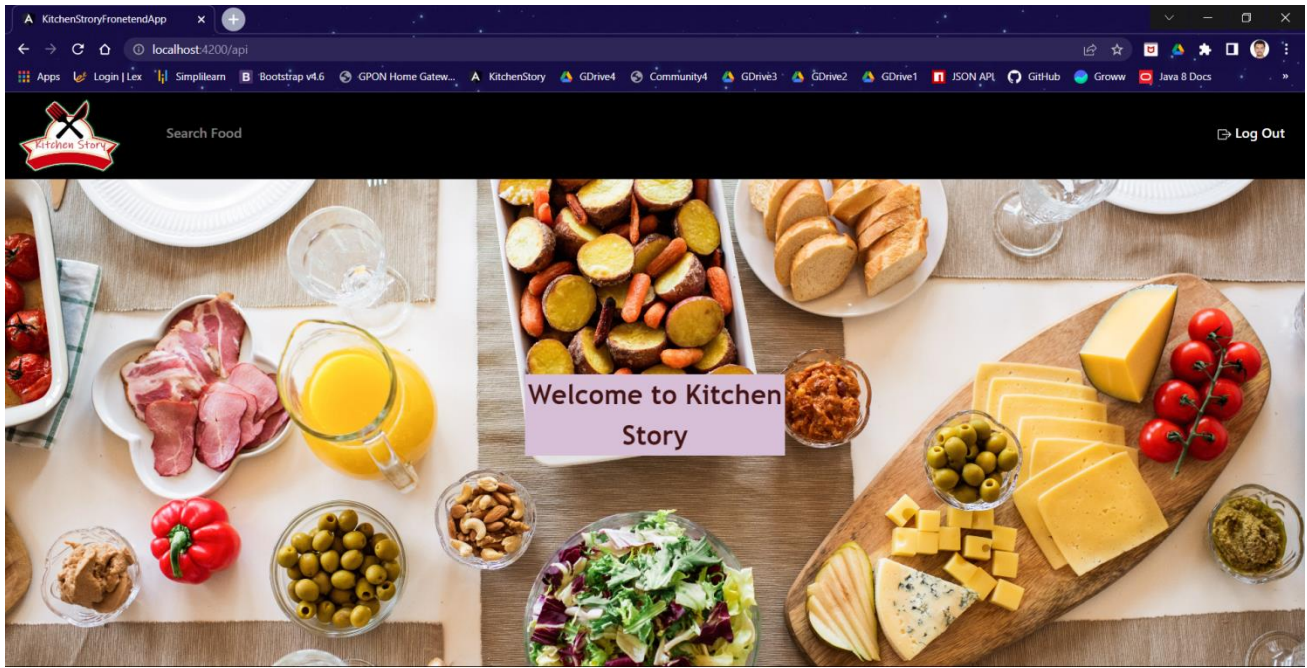 KitchenStroryFronetendApp
localhost:4200/api
Apps Login | Lex Simplilearn B Bootstrap v4.6 GPON Home Gatew... KitchenStory GDrive4 Community4 GDrive3 GDrive2 GDrive1 JSON API, GitHub Groww Java 8 Docs »
Kitchen Story
Search Food
Log Out
Welcome to Kitchen
Story